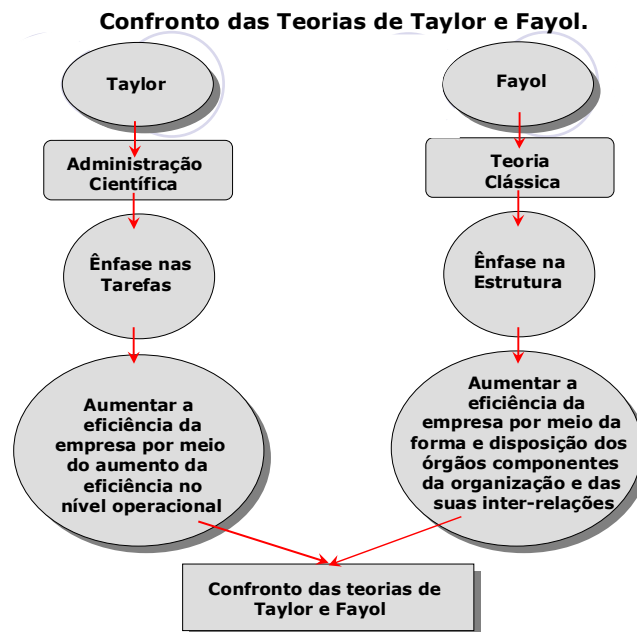 Confronto das Teorias de Taylor e Fayol.
Taylor
Administração
Científica
Ênfase nas
Tarefas
Aumentar a
eficiência da
empresa por meio
do aumento da
eficiência no
nível operacional
Fayol
Teoria
Clássica
Ênfase na
Estrutura
Aumentar a
eficiência da
empresa por meio da
forma e disposição dos
órgãos componentes
da organização e das
suas inter-relações
Confronto das teorias de
Taylor e Fayol